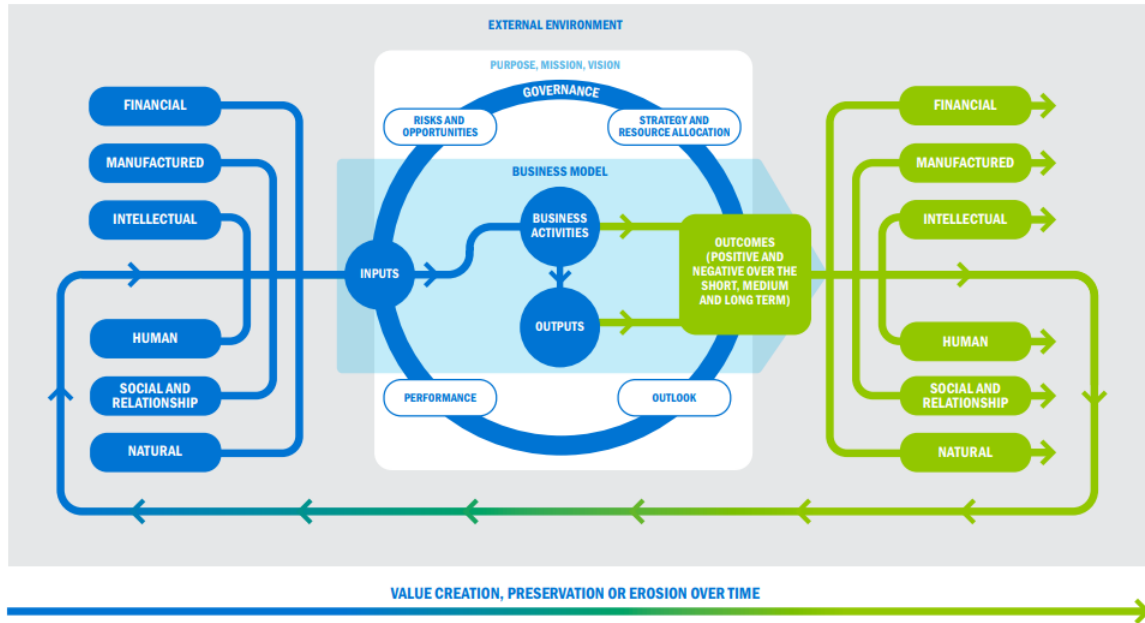 EXTERNAL ENVIRONMENT
PURPOSE, MISSION, VISION
GOVERNANCE
RISKS AND
OPPORTUNITIES
STRATEGY AND
RESOURCE ALLOCATION
FINANCIAL
MANUFACTURED
INTELLECTUAL
HUMAN
SOCIAL AND
RELATIONSHIP
NATURAL
BUSINESS MODEL
INPUTS
BUSINESS
ACTIVITIES
OUTPUTS
OUTCOMES
(POSITIVE AND
NEGATIVE OVER THE
SHORT, MEDIUM
AND LONG TERM)
PERFORMANCE
OUTLOOK
FINANCIAL
MANUFACTURED
INTELLECTUAL
HUMAN
SOCIAL AND
RELATIONSHIP
NATURAL
VALUE CREATION, PRESERVATION OR EROSION OVER TIME